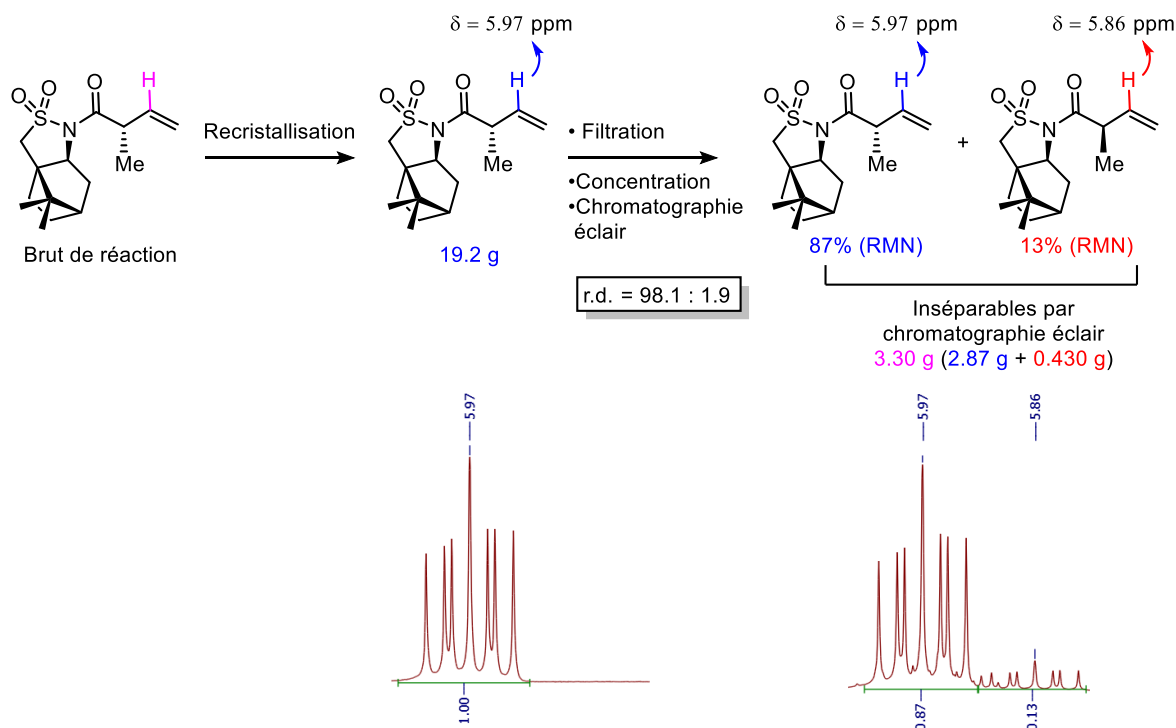 δ = 5.97 ppm
δ = 5.97 ppm
δ = 5.86 ppm
H
O
O
O
S
N
Me
Recristallisation
H
O
O
O
S
N
Me
• Filtration
•Concentration
•Chromatographie
éclair
H
O
O
O
S
N
Me
+
H
O
O
O
S
N
Me
Brut de réaction
19.2 g
87% (RMN)
13% (RMN)
r.d. = 98.1 : 1.9
Inséparables par
chromatographie éclair
3.30 g (2.87 g + 0.430 g)
5.97
5.97
5.86
1.00
0.87
0.13